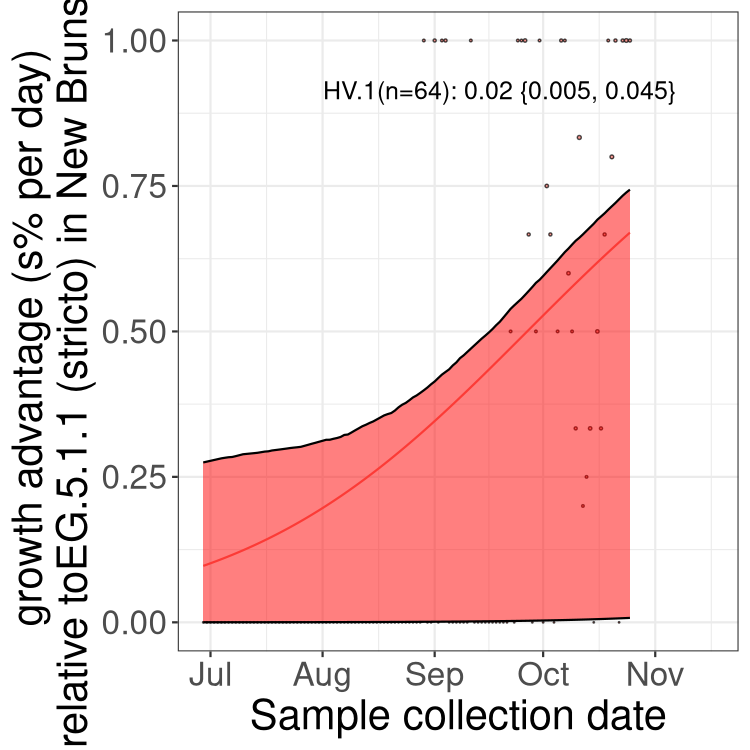 growth advantage (s% per day)
relative toEG.5.1.1 (stricto) in New Bruns
1.00
0.75
0.50
0.25
0.00
HV.1(n=64): 0.02 {0.005, 0.045}
Jul Aug Sep Oct Nov
Sample collection date